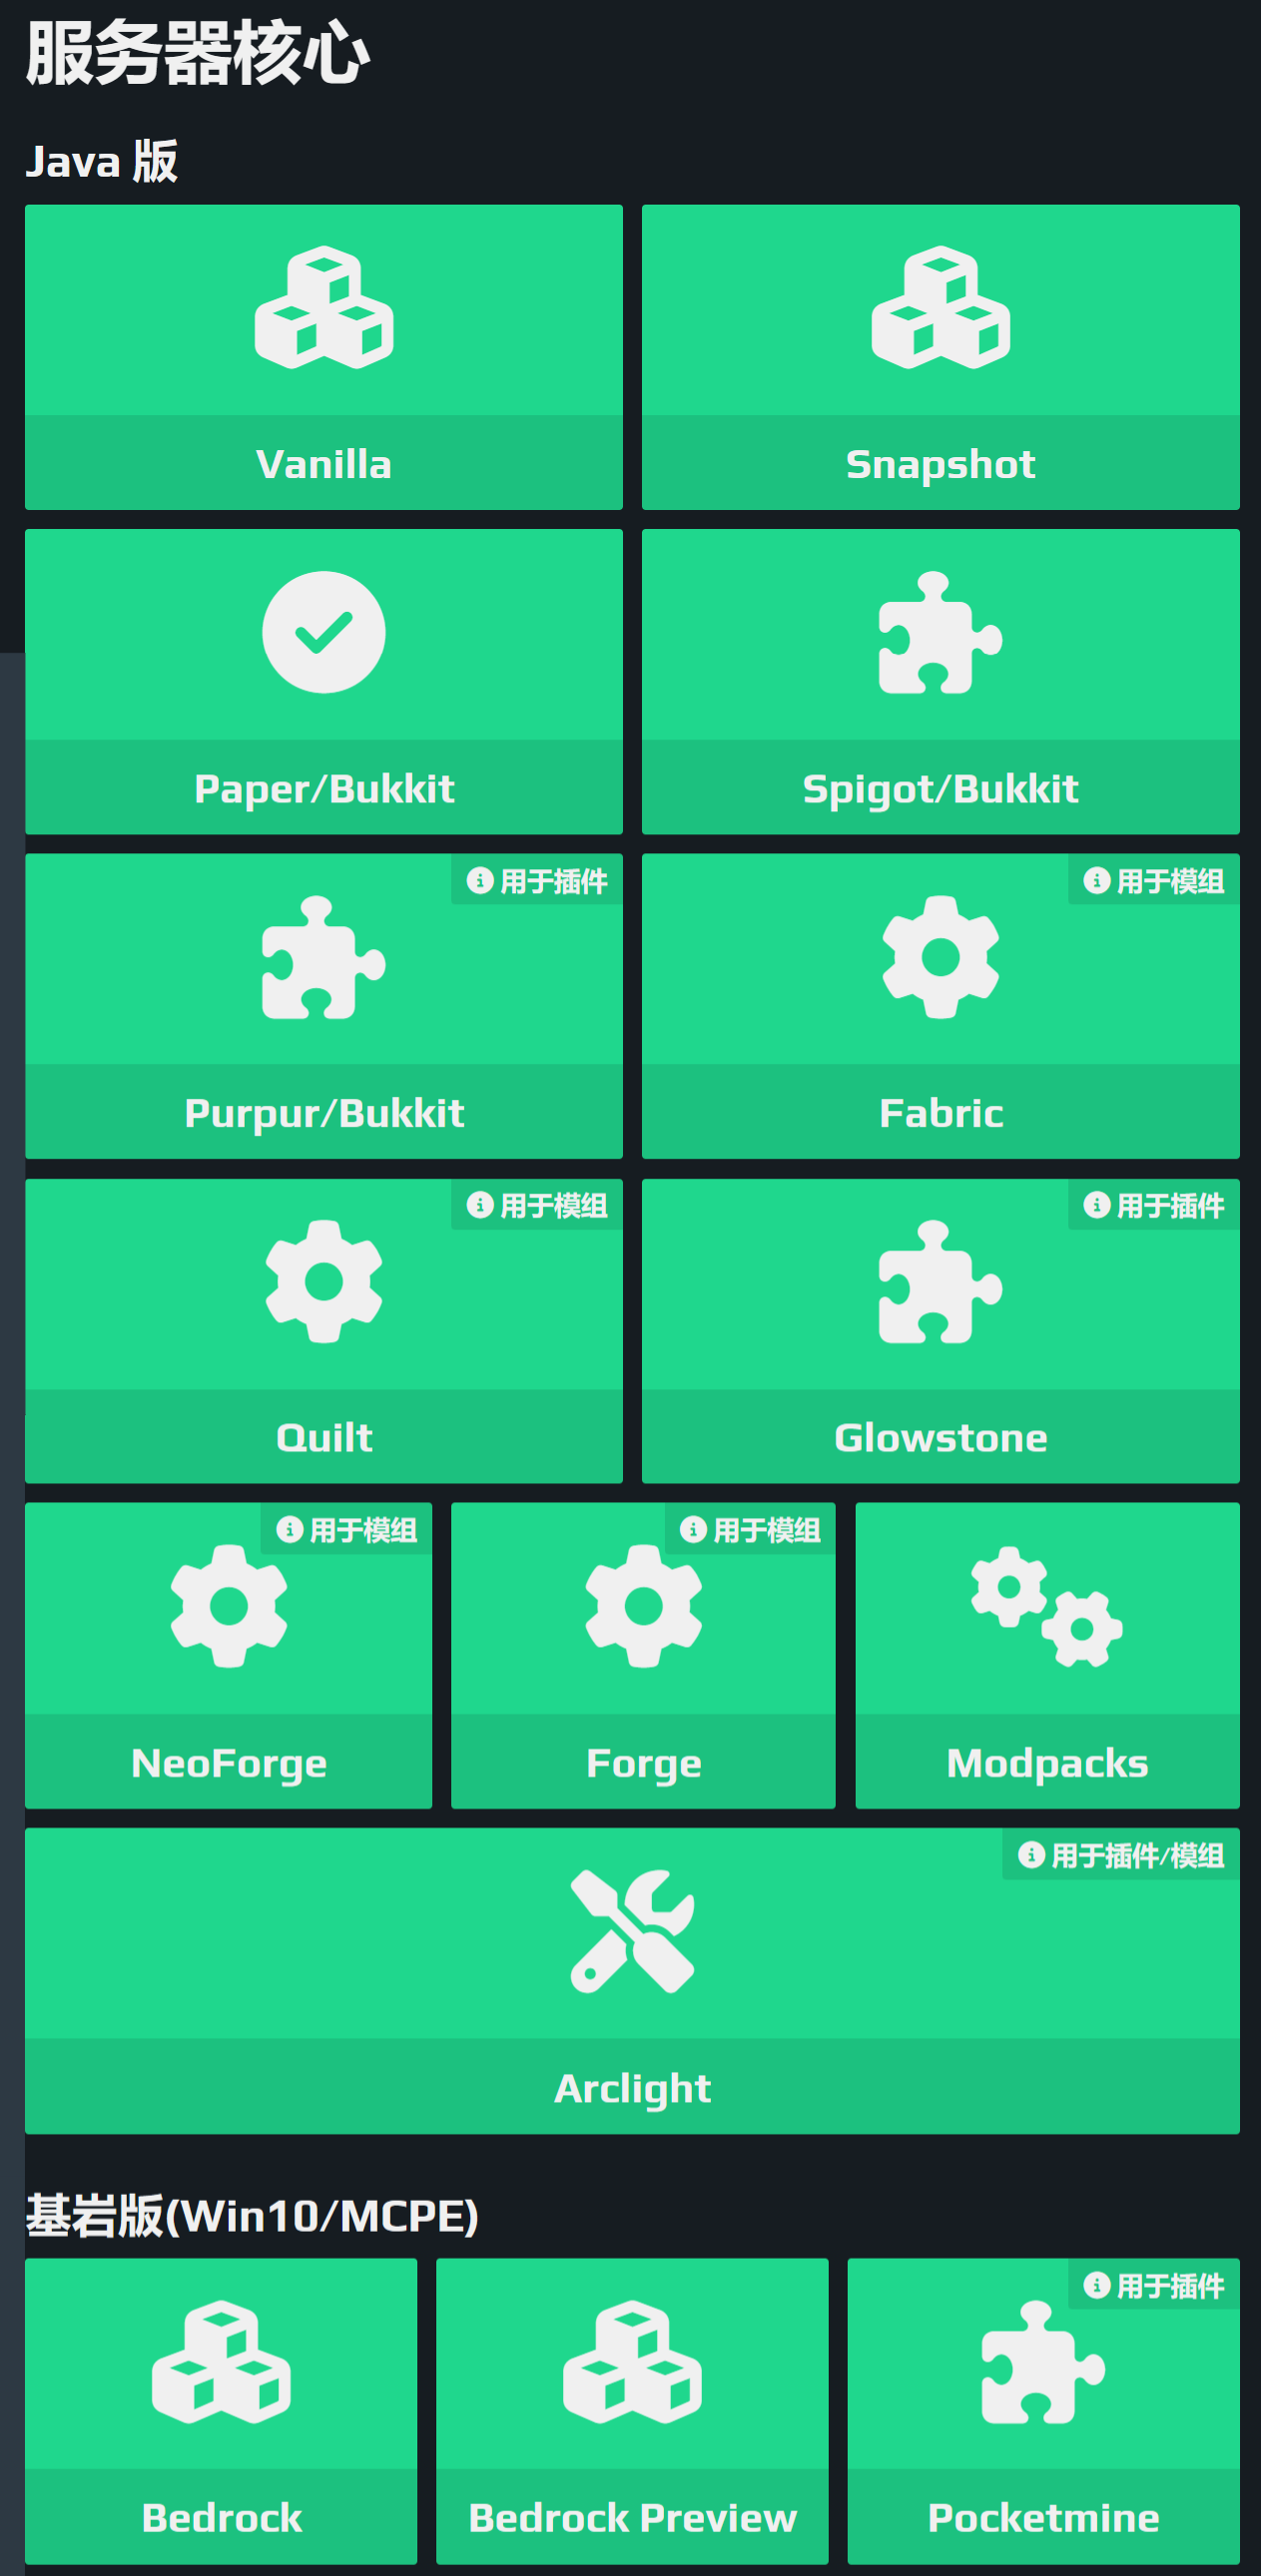 服务器核心
Java 版
Vanilla
Snapshot
Paper/Bukkit
Spigot/Bukkit
用于插件
Purpur/Bukkit
用于模组
Fabric
用于模组
Quilt
用于插件
Glowstone
用于模组
NeoForge
用于模组
Forge
Modpacks
用于插件/模组
Arclight
基岩版(Win10/MCPE)
Bedrock
Bedrock Preview
用于插件
Pocketmine